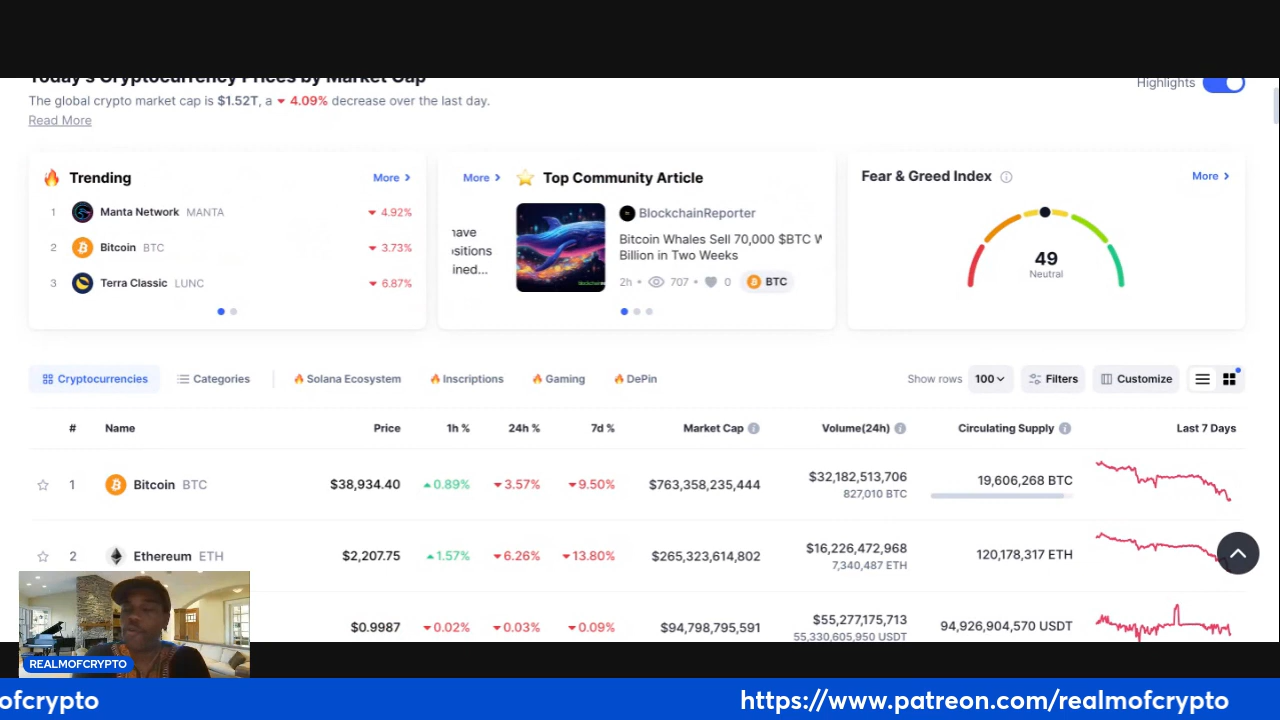 Today's Cryptocurrency Prices by Market Cap
Highlights
The global crypto market cap is $1.52T, a 4.09% decrease over the last day.
Read More
Trending
More
1 Manta Network MANTA 4.92%
2 Bitcoin BTC 3.73%
3 Terra Classic LUNC 6.87%
More
Top Community Article
BlockchainReporter
Bitcoin Whales Sell 70,000 $BTC W
Billion in Two Weeks
2h • 707 • 0 BTC
Fear & Greed Index
More
49
Neutral
Cryptocurrencies Categories Solana Ecosystem Inscriptions Gaming DePin Show rows 100 Filters Customize
# Name Price 1h % 24h % 7d % Market Cap Volume(24h) Circulating Supply Last 7 Days
1 Bitcoin BTC $38,934.40 0.89% 3.57% 9.50% $763,358,235,444 $32,182,513,706 19,606,268 BTC
827,010 BTC
2 Ethereum ETH $2,207.75 1.57% 6.26% 13.80% $265,323,614,802 $16,226,472,968 120,178,317 ETH
7,340,487 ETH
$0.9987 0.02% 0.03% 0.09% $94,798,795,591 $55,277,175,713 94,926,904,570 USDT
55,330,605,950 USDT
REALMOFCRYPTO
ofcrypto
https://www.patreon.com/realmofcrypto